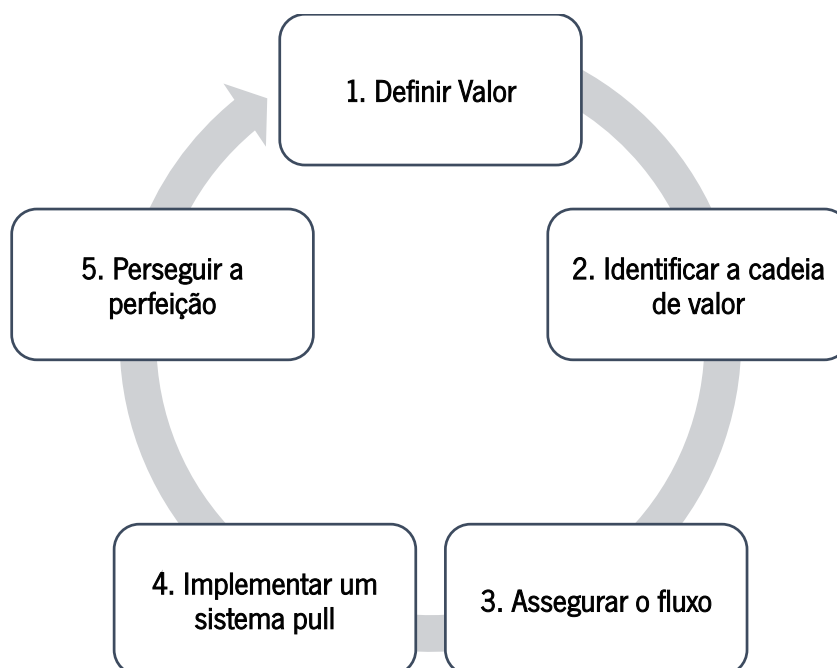 1. Definir Valor
2. Identificar a cadeia
de valor
3. Assegurar o fluxo
4. Implementar um
sistema pull
5. Perseguir a
perfeição